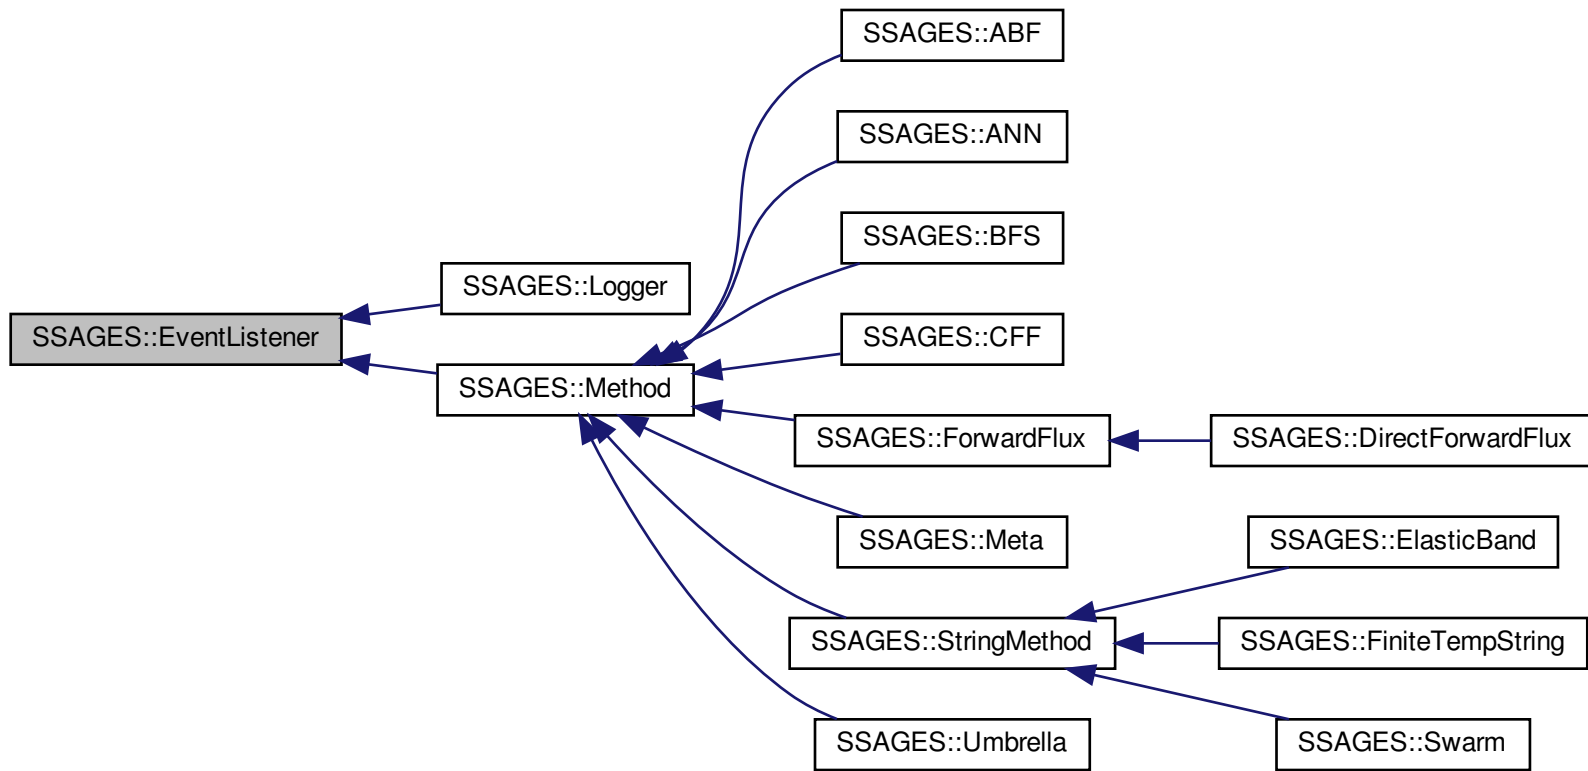 SSAGES::ABF
SSAGES::ANN
SSAGES::BFS
SSAGES::Logger
SSAGES::CFF
SSAGES::EventListener
SSAGES::Method
SSAGES::ForwardFlux
SSAGES::DirectForwardFlux
SSAGES::Meta
SSAGES::ElasticBand
SSAGES::StringMethod
SSAGES::FiniteTempString
SSAGES::Umbrella
SSAGES::Swarm